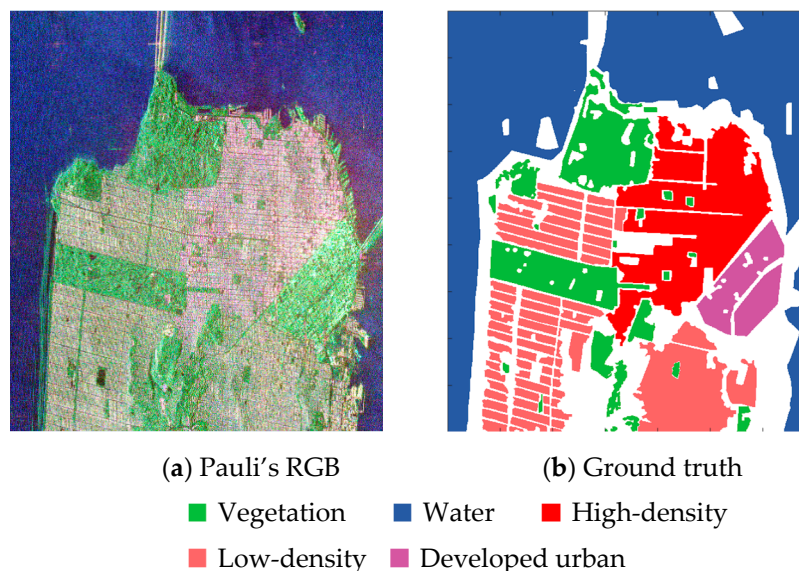 (a) Pauli's RGB
(b) Ground truth
Vegetation Water High-density
Low-density Developed urban